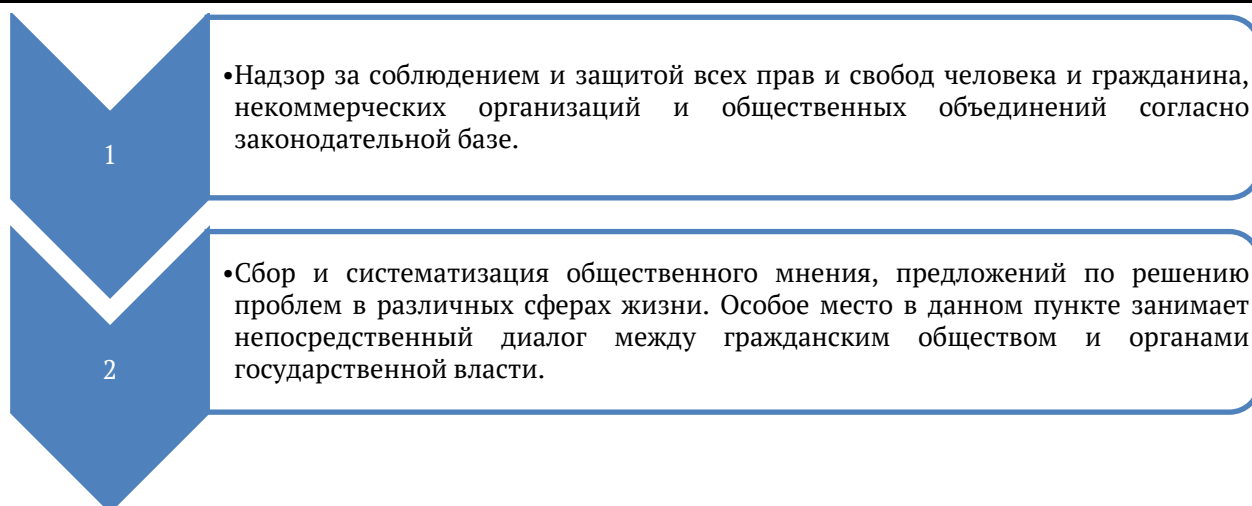 1
•Надзор за соблюдением и защитой всех прав и свобод человека и гражданина,
некоммерческих организаций и общественных объединений согласно
законодательной базе.
2
•Сбор и систематизация общественного мнения, предложений по решению
проблем в различных сферах жизни. Особое место в данном пункте занимает
непосредственный диалог между гражданским обществом и органами
государственной власти.